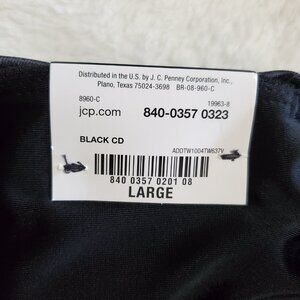 Distributed in the U.S. by J. C. Penney Corporation, Inc.,
Plano, Texas 75024-3698 BR-08-960-C
8960-C 19963-8
jcp.com 840-0357 0323
BLACK CD
ADDTW1004TW637V
840 0357 0201 08
LARGE